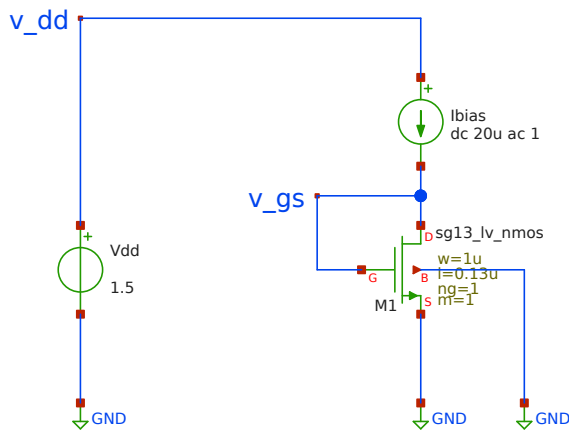 v_dd
+
Ibias
dc 20u ac 1
v_gs
D
sg13_lv_nmos
+
Vdd
1.5
G
B
S
w=1u
l=0.13u
ng=1
m=1
M1
GND
GND
GND